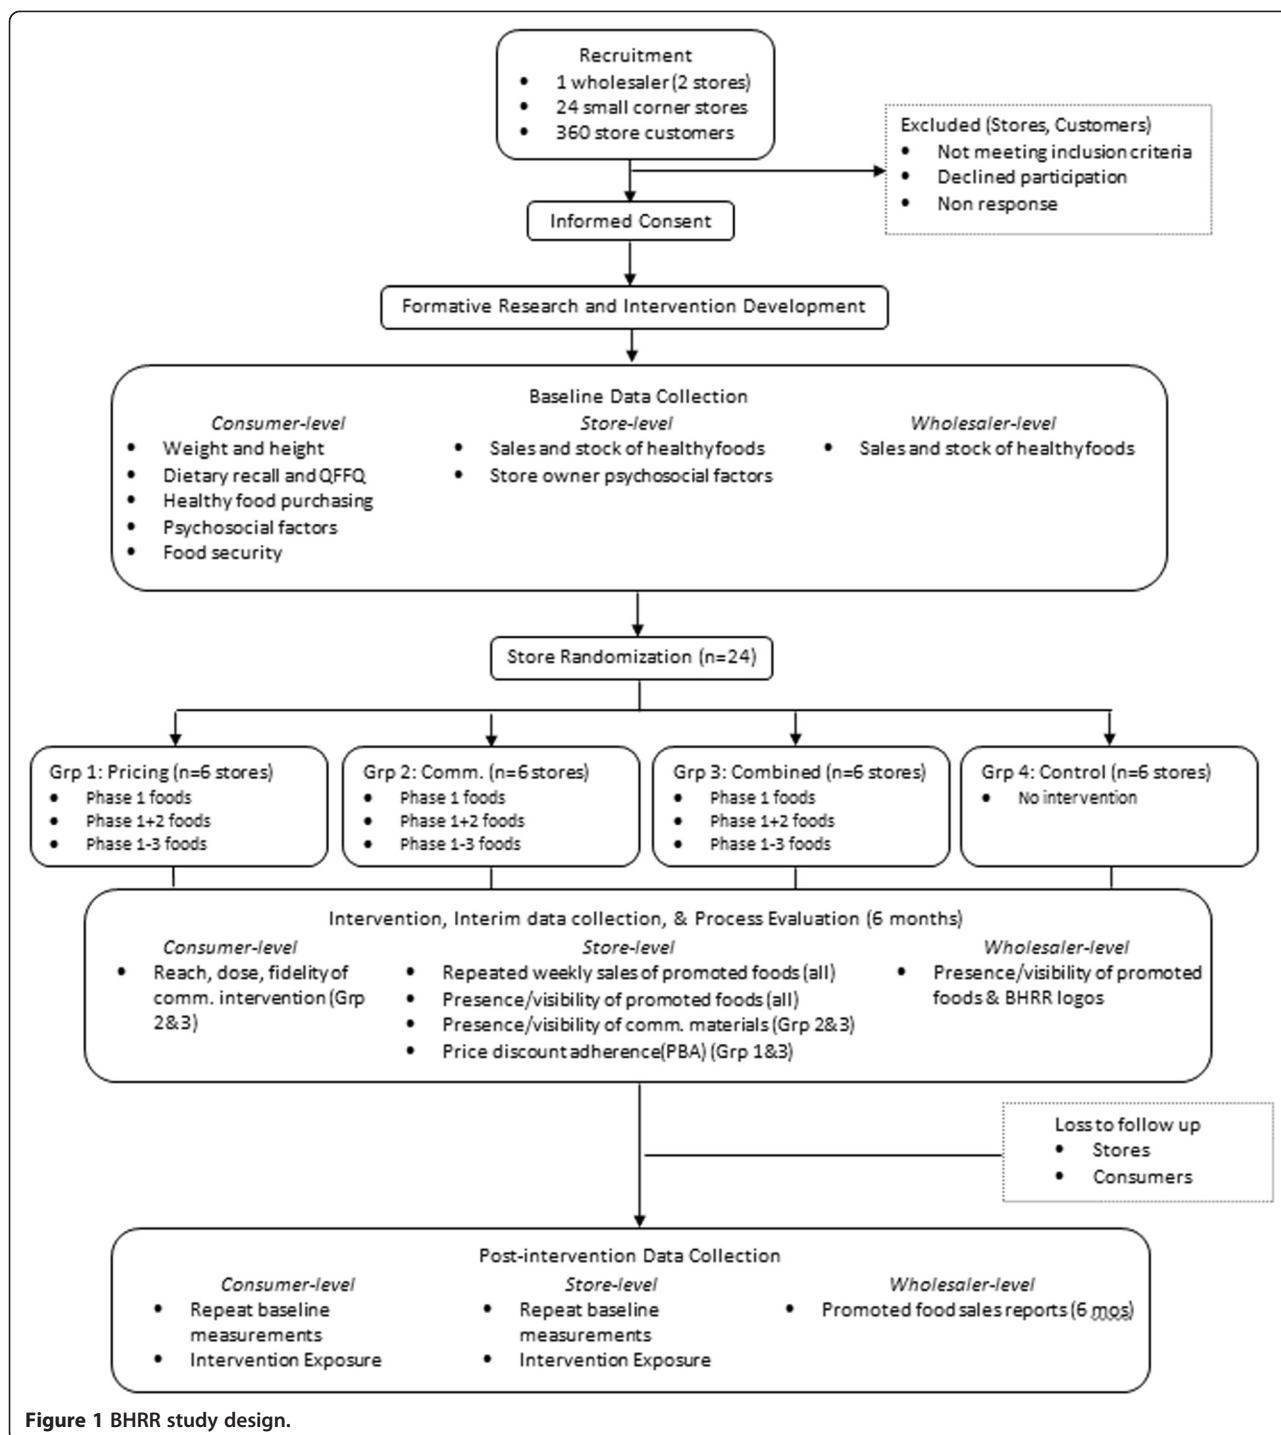 Recruitment
• 1 wholesaler (2 stores)
• 24 small corner stores
• 360 store customers
Excluded (Stores, Customers)
• Not meeting inclusion criteria
• Declined participation
• Non response
Informed Consent
Formative Research and Intervention Development
Baseline Data Collection
Consumer-level
• Weight and height
• Dietary recall and QFFQ
• Healthy food purchasing
• Psychosocial factors
• Food security
Store-level
• Sales and stock of healthy foods
• Store owner psychosocial factors
Wholesaler-level
• Sales and stock of healthy foods
Store Randomization (n=24)
Grp 1: Pricing (n=6 stores)
• Phase 1 foods
• Phase 1+2 foods
• Phase 1-3 foods
Grp 2: Comm. (n=6 stores)
• Phase 1 foods
• Phase 1+2 foods
• Phase 1-3 foods
Grp 3: Combined (n=6 stores)
• Phase 1 foods
• Phase 1+2 foods
• Phase 1-3 foods
Grp 4: Control (n=6 stores)
• No intervention
Intervention, Interim data collection, & Process Evaluation (6 months)
Consumer-level
• Reach, dose, fidelity of
comm. intervention (Grp
2&3)
Store-level
• Repeated weekly sales of promoted foods (all)
• Presence/visibility of promoted foods (all)
• Presence/visibility of comm. materials (Grp 2&3)
• Price discount adherence(PBA) (Grp 1&3)
Wholesaler-level
• Presence/visibility of promoted
foods & BHRR logos
Loss to follow up
• Stores
• Consumers
Post-intervention Data Collection
Consumer-level
• Repeat baseline
measurements
• Intervention Exposure
Store-level
• Repeat baseline
measurements
• Intervention Exposure
Wholesaler-level
• Promoted food sales reports (6 mos)
Figure 1 BHRR study design.